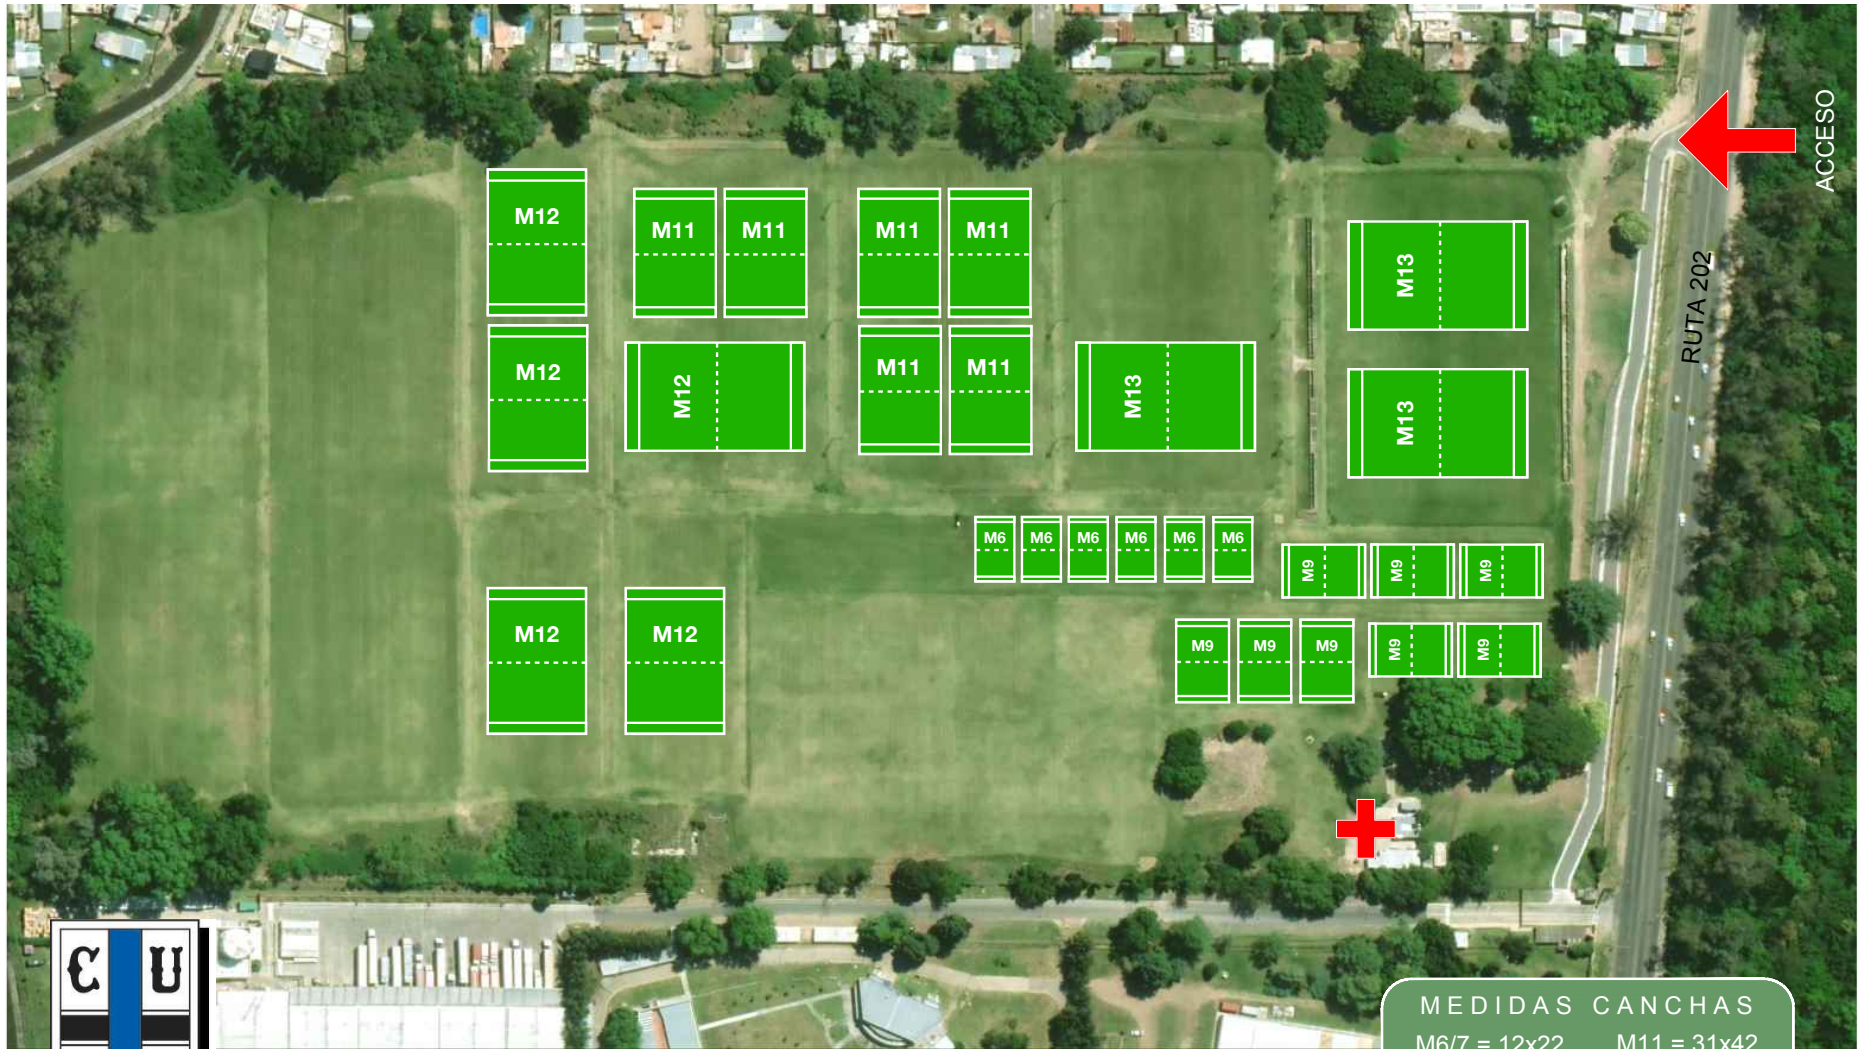 ACCESO
RUTA 202
M12
M11 M11 M11 M11
M13
M12
M12
M11 M11
M13
M13
M6 M6 M6 M6 M6 M6
M9 M9 M9
M12 M12
M9 M9 M9 M9 M9
C U
MEDIDAS CANCHAS
M6/7 = 12x22 M11 = 31x42